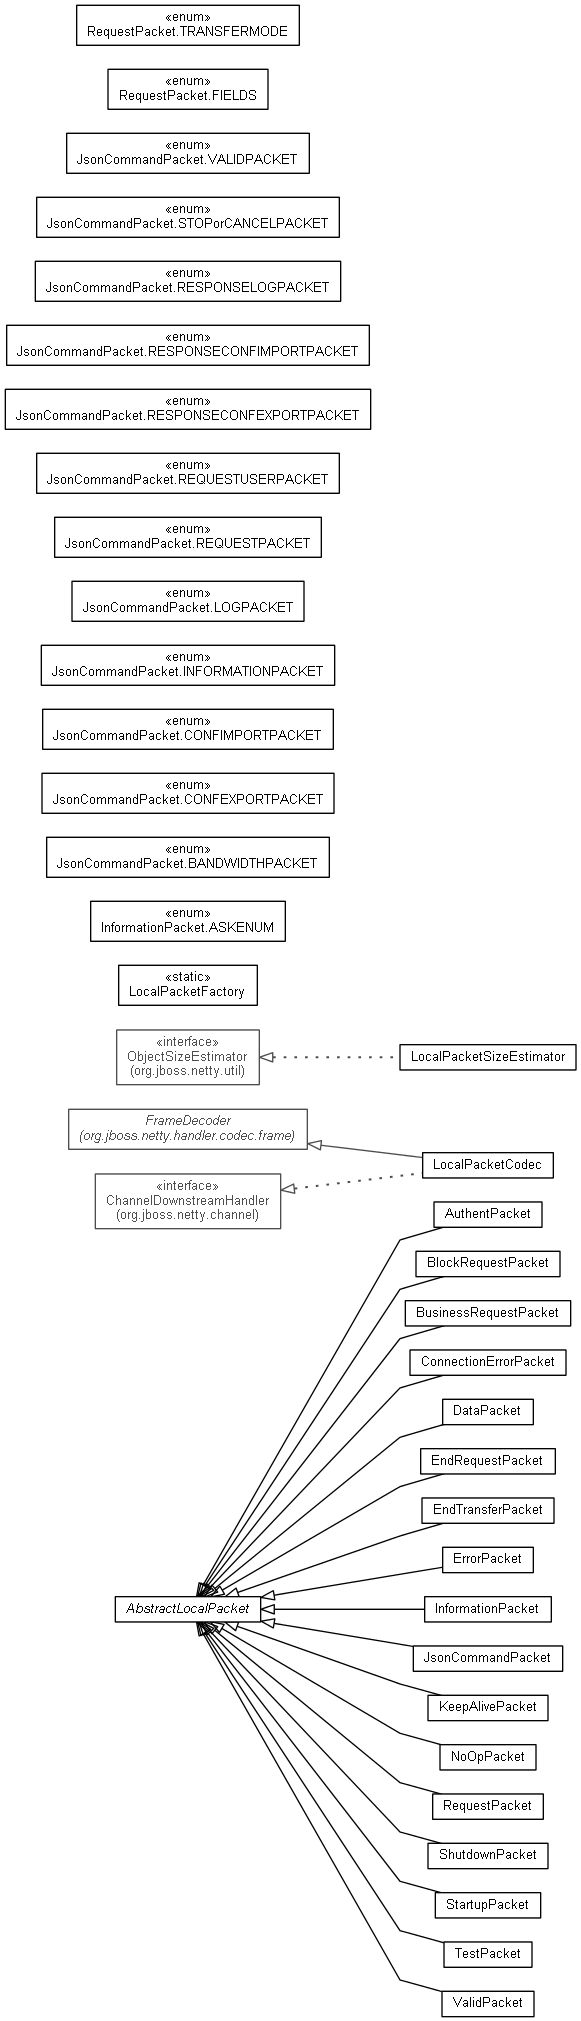 «enum»
RequestPacket.TRANSFERMODE
«enum»
RequestPacket.FIELDS
«enum»
JsonCommandPacket.VALIDPACKET
«enum»
JsonCommandPacket.STOPorCANCELPACKET
«enum»
JsonCommandPacket.RESPONSELOGPACKET
«enum»
JsonCommandPacket.RESPONSECONFIMPORTPACKET
«enum»
JsonCommandPacket.RESPONSECONFEXPORTPACKET
«enum»
JsonCommandPacket.REQUESTUSERPACKET
«enum»
JsonCommandPacket.REQUESTPACKET
«enum»
JsonCommandPacket.LOGPACKET
«enum»
JsonCommandPacket.INFORMATIONPACKET
«enum»
JsonCommandPacket.CONFIMPORTPACKET
«enum»
JsonCommandPacket.CONFEXPORTPACKET
«enum»
JsonCommandPacket.BANDWIDTHPACKET
«enum»
InformationPacket.ASKENUM
«static»
LocalPacketFactory
«interface»
ObjectSizeEstimator
(org.jboss.netty.util)
LocalPacketSizeEstimator
FrameDecoder
(org.jboss.netty.handler.codec.frame)
LocalPacketCodec
«interface»
ChannelDownstreamHandler
(org.jboss.netty.channel)
AuthentPacket
BlockRequestPacket
BusinessRequestPacket
ConnectionErrorPacket
DataPacket
EndRequestPacket
EndTransferPacket
ErrorPacket
AbstractLocalPacket
InformationPacket
JsonCommandPacket
KeepAlivePacket
NoOpPacket
RequestPacket
ShutdownPacket
StartupPacket
TestPacket
ValidPacket